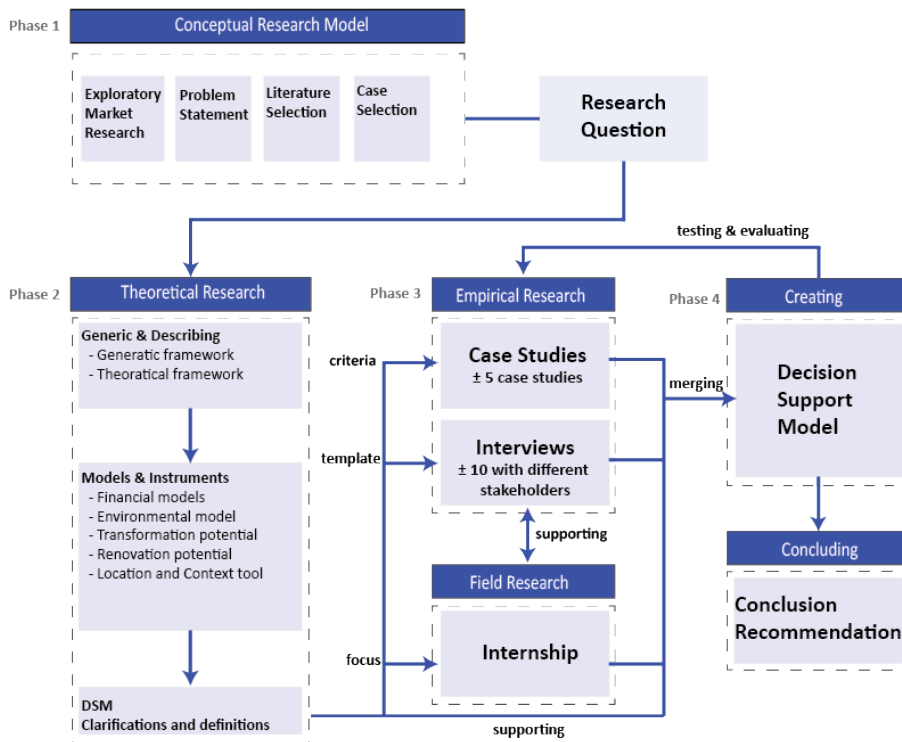 Phase 1
Conceptual Research Model
Exploratory
Market
Research
Problem
Statement
Literature
Selection
Case
Selection
Research
Question
testing & evaluating
Phase 2
Theoretical Research
Phase 3
Empirical Research
Phase 4
Creating
Generic & Describing
- Generatic framework
- Theoratical framework
criteria
Case Studies
± 5 case studies
merging
Decision
Support
Model
template
Interviews
± 10 with different
stakeholders
Models & Instruments
- Financial models
- Environmental model
- Transformation potential
- Renovation potential
- Location and Context tool
supporting
Field Research
Concluding
focus
Internship
Conclusion
Recommendation
DSM
Clarifications and definitions
supporting